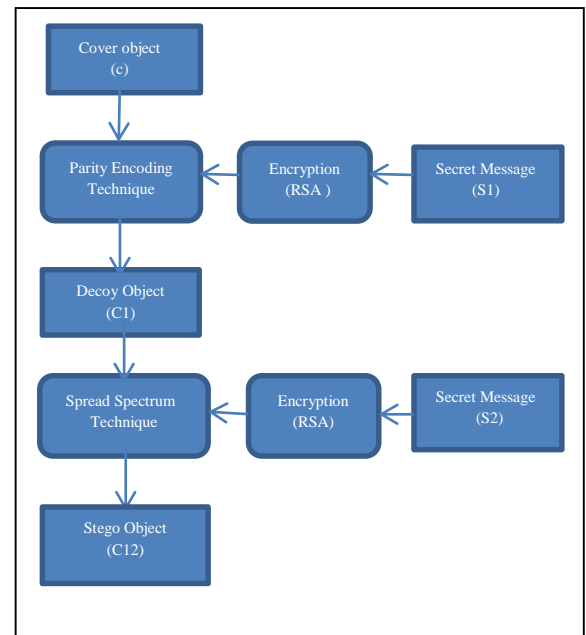 Cover object
(c)
Parity Encoding
Technique
Encryption
(RSA )
Secret Message
(S1)
Decoy Object
(C1)
Spread Spectrum
Technique
Encryption
(RSA)
Secret Message
(S2)
Stego Object
(C12)